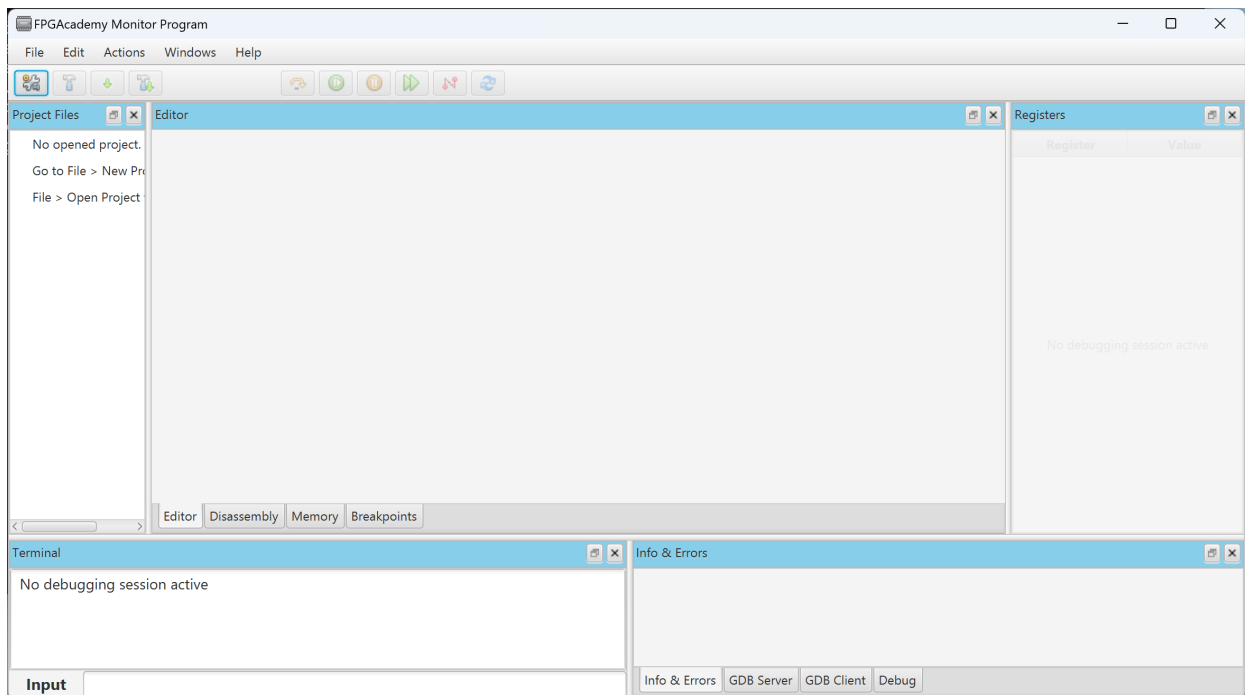 FPGAcademy Monitor Program
File Edit Actions Windows Help
Project Files
No opened project.
Go to File > New Pro
File > Open Project
Editor
Editor Disassembly Memory Breakpoints
Registers
Register Value
No debugging session active
Terminal
No debugging session active
Input
Info & Errors
Info & Errors GDB Server GDB Client Debug